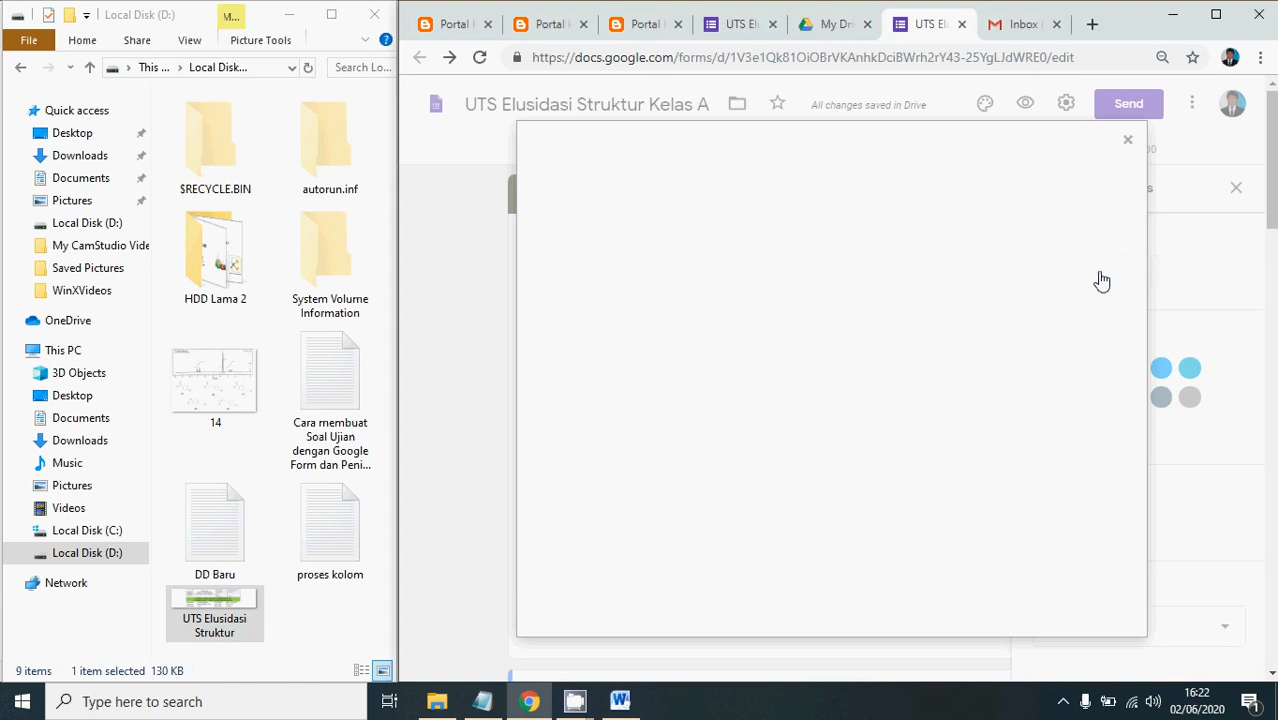 Local Disk (D:)
M...
File
Home
Share
View
Picture Tools
This ...
Local Disk...
Search Lo...
Quick access
Desktop
Downloads
Documents
Pictures
Local Disk (D:)
My CamStudio Vide
Saved Pictures
WinXVideos
OneDrive
This PC
3D Objects
Desktop
Documents
Downloads
Music
Pictures
Videos
Local Disk (C:)
Local Disk (D:)
Network
$RECYCLE.BIN
autorun.inf
HDD Lama 2
System Volume
Information
14
Cara membuat
Soal Ujian
dengan Google
Form dan Peni...
DD Baru
proses kolom
UTS Elusidasi
Struktur
9 items
1 item selected 130 KB
Portal
Portal
Portal
UTS El
My Dr
UTS El
Inbox (
https://docs.google.com/forms/d/1V3e1Qk81OiOBrVKAnhkDciBWrh2rY43-25YgLJdWRE0/edit
UTS Elusidasi Struktur Kelas A
All changes saved in Drive
Send
00
s
Type here to search
16:22
02/06/2020
1